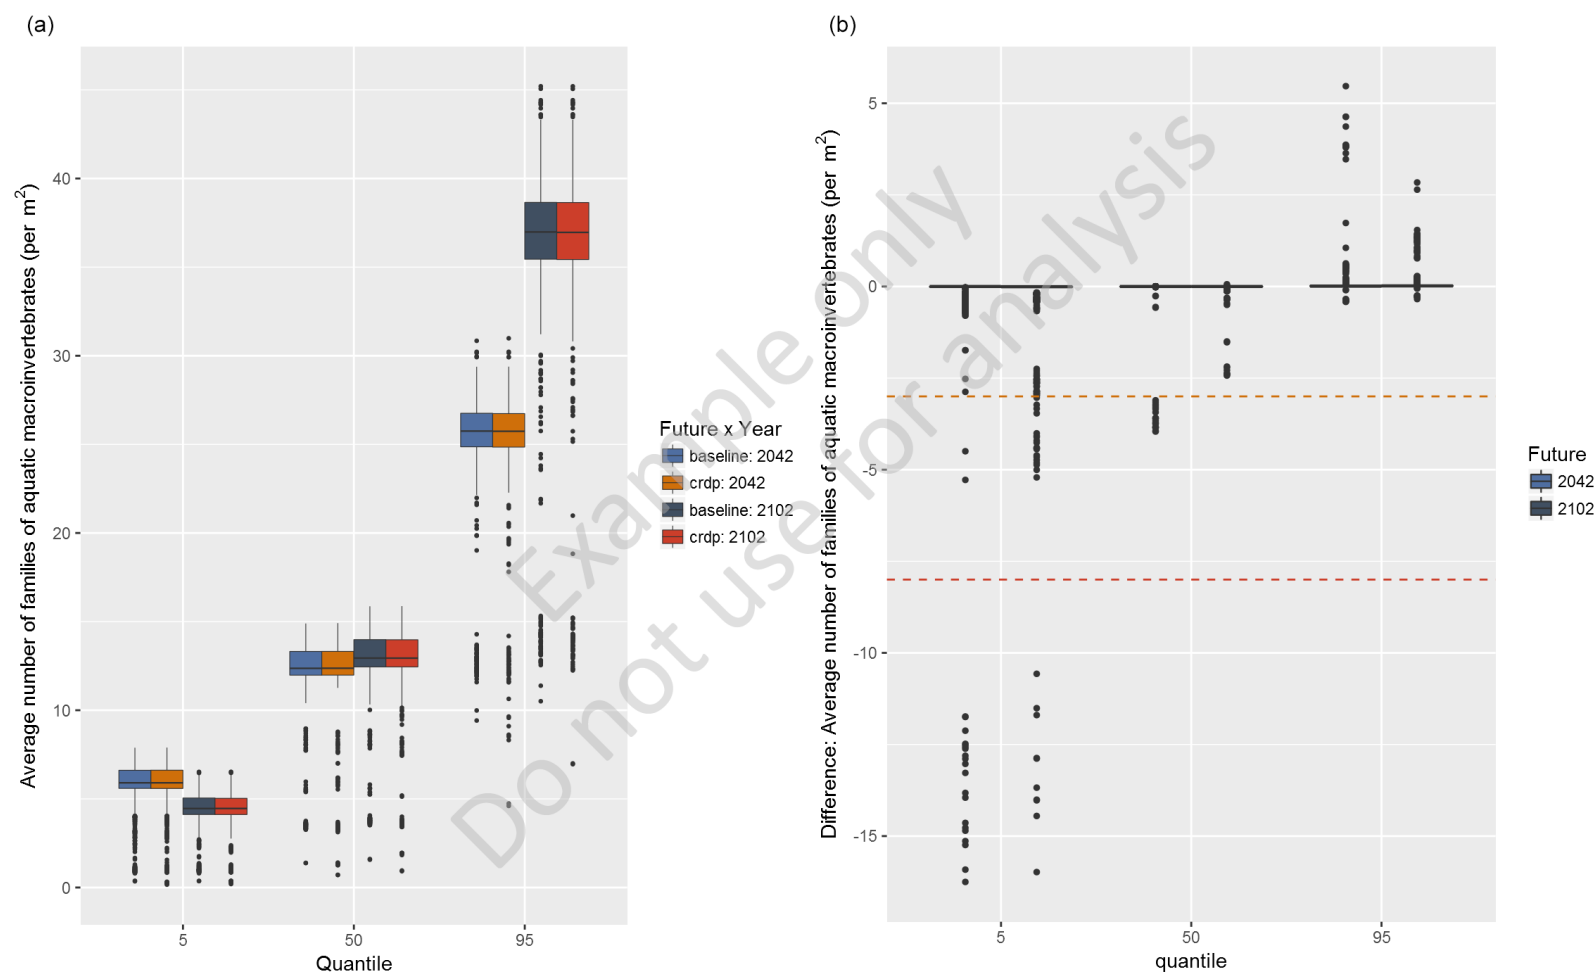 (a)
Average number of families of aquatic macroinvertebrates (per m²)
40
30
20
10
0
5
50
95
Quantile
Future x Year
baseline: 2042
crdp: 2042
baseline: 2102
crdp: 2102
(b)
Difference: Average number of families of aquatic macroinvertebrates (per m²)
5
0
-5
-10
-15
5
50
95
quantile
Future
2042
2102
Example only
Do not use for analysis